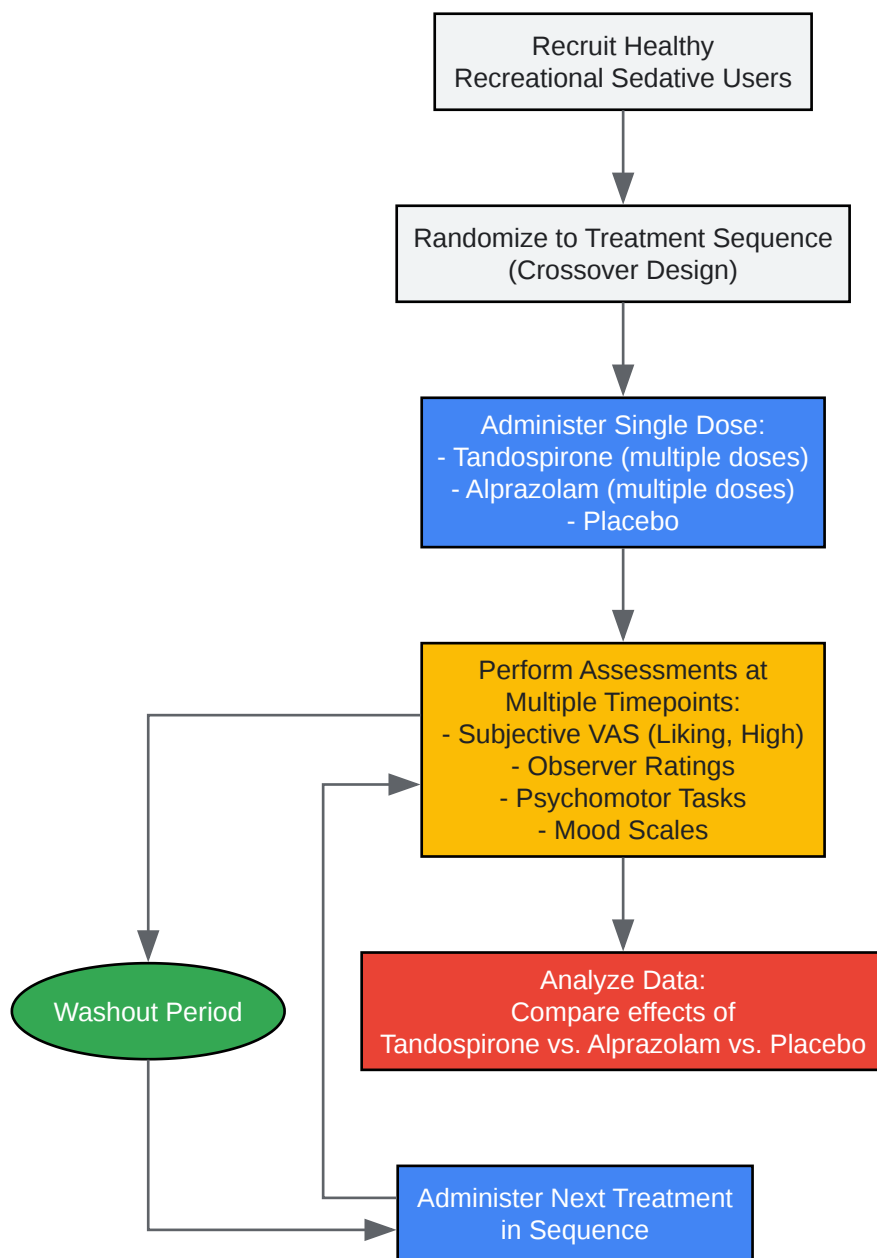 Recruit Healthy
Recreational Sedative Users
Randomize to Treatment Sequence
(Crossover Design)
Administer Single Dose:
- Tandospirone (multiple doses)
- Alprazolam (multiple doses)
- Placebo
Perform Assessments at
Multiple Timepoints:
- Subjective VAS (Liking, High)
- Observer Ratings
- Psychomotor Tasks
- Mood Scales
Washout Period
Analyze Data:
Compare effects of
Tandospirone vs. Alprazolam vs. Placebo
Administer Next Treatment
in Sequence